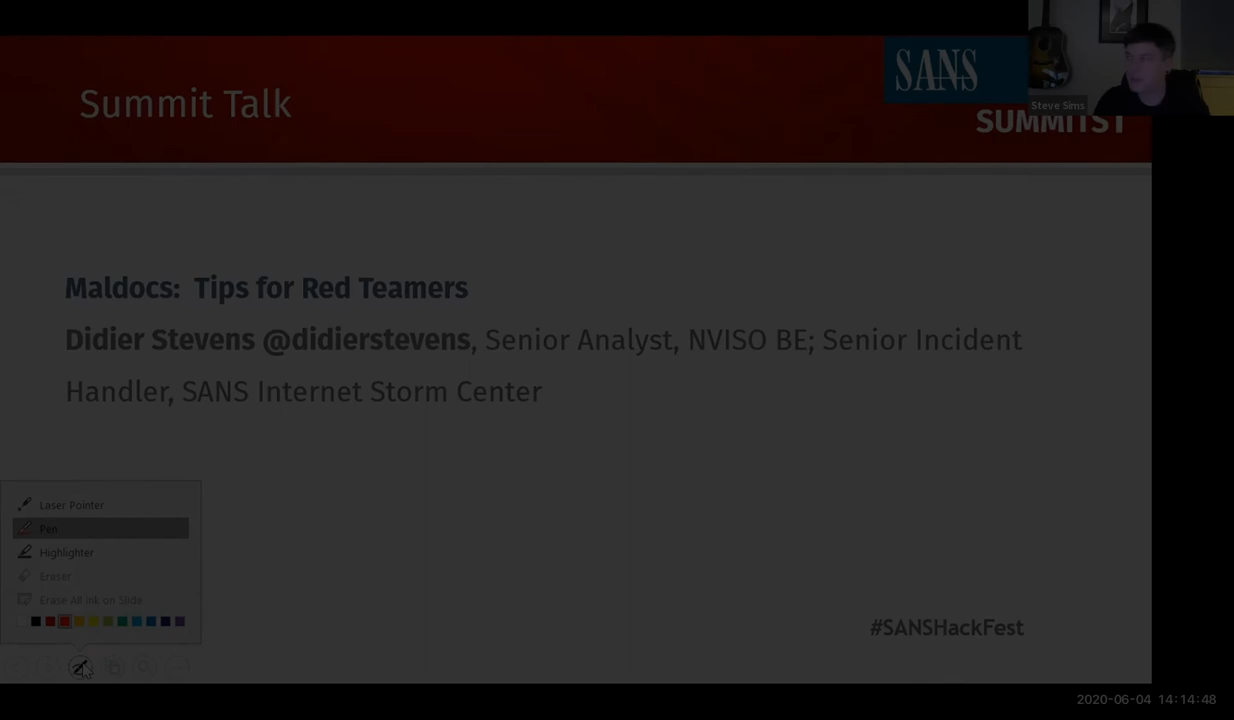 Summit Talk
SANS
Steve Sims
SUMMITS
Maldocs: Tips for Red Teamers
Didier Stevens @didierstevens, Senior Analyst, NVISO BE; Senior Incident
Handler, SANS Internet Storm Center
Laser Pointer
Pen
Highlighter
Eraser
Erase All Ink on Slide
#SANSHackFest
2020-06-04 14:14:48